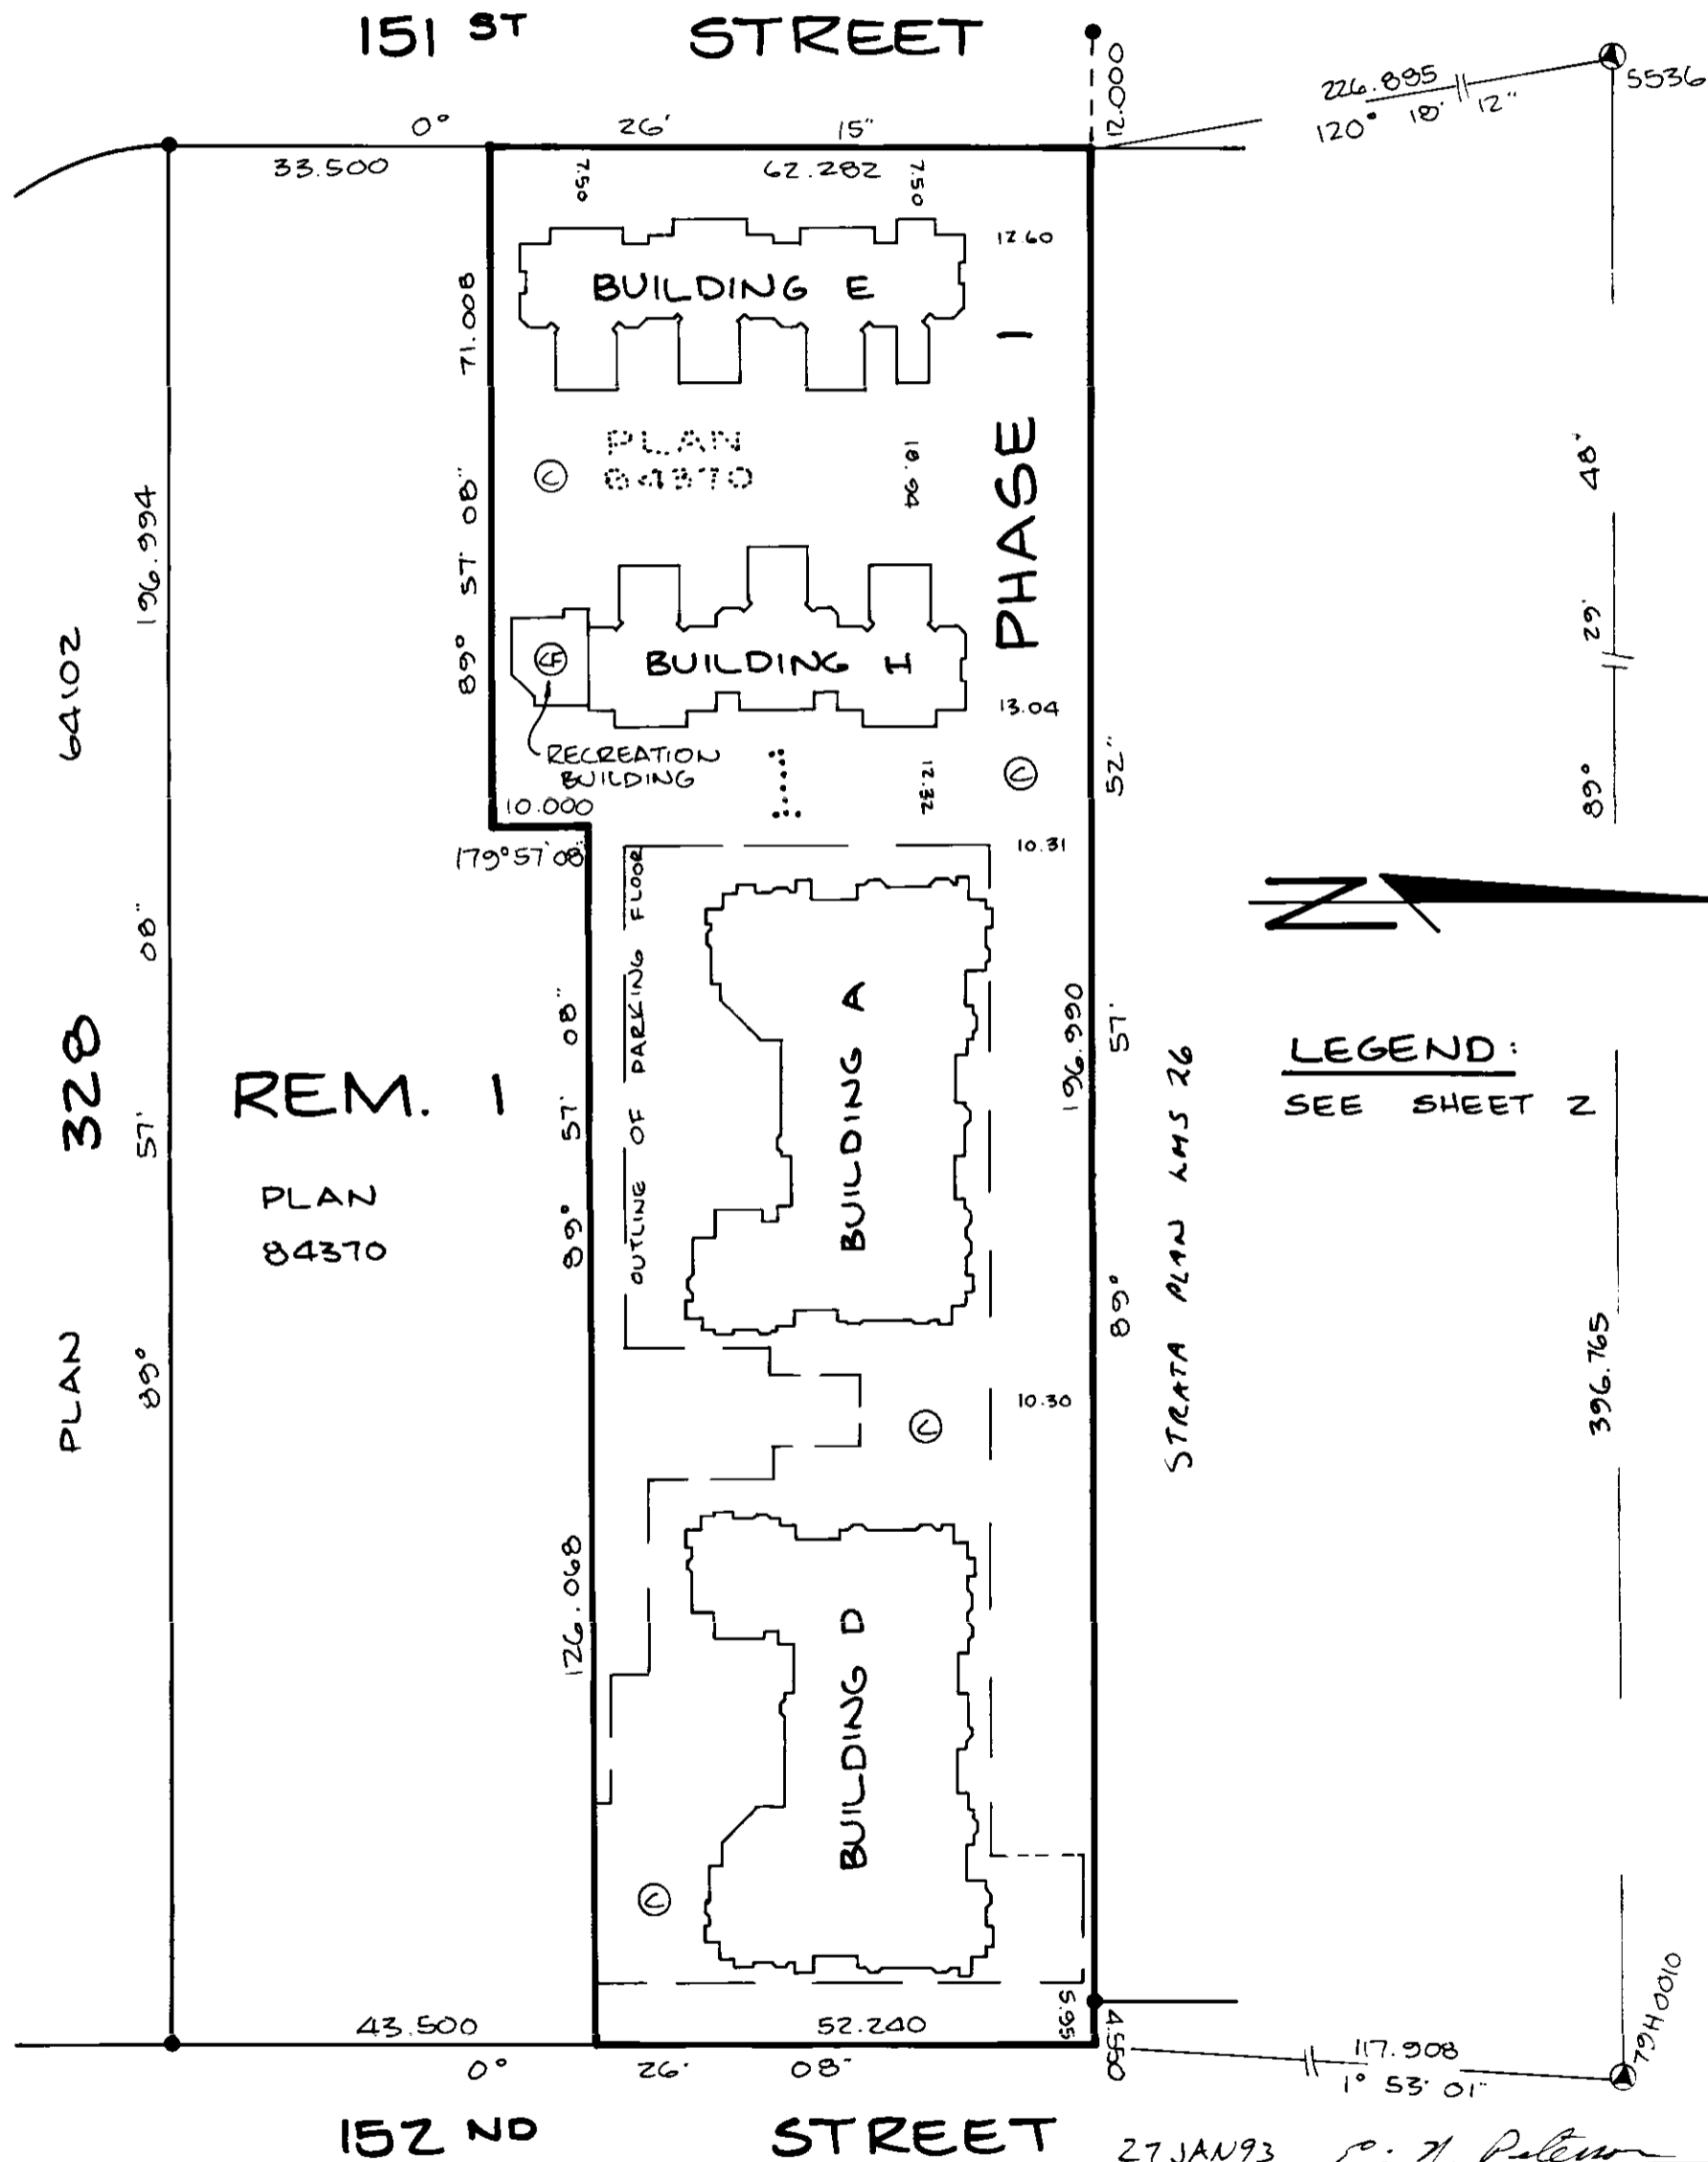 151 ST STREET
12.000
226.895
120° 18' 12"
5536
0° 26' 15"
33.500
62.282
7.50
7.50
12.60
BUILDING E
71.008
PHASE 1
PLAN
84370
C
18.94
48"
89° 57' 08"
196.994
29'
CF
BUILDING I
13.04
64102
RECREATION
BUILDING
1
12.32
C
52"
10.000
89°
179°57'08"
10.31
OUTLINE OF PARKING FLOOR
08"
328
REM. 1
PLAN
84370
57'
89° 57' 08"
BUILDING A
196.990
57'
STRATA PLAN LMS 26
LEGEND:
SEE SHEET 2
89°
396.765
PLAN
89°
10.30
C
126.068
BUILDING D
C
5.95
43.500
52.240
4.550
117.908
1° 53' 01"
79H0010
0° 26' 08"
152 ND STREET
27 JAN 93